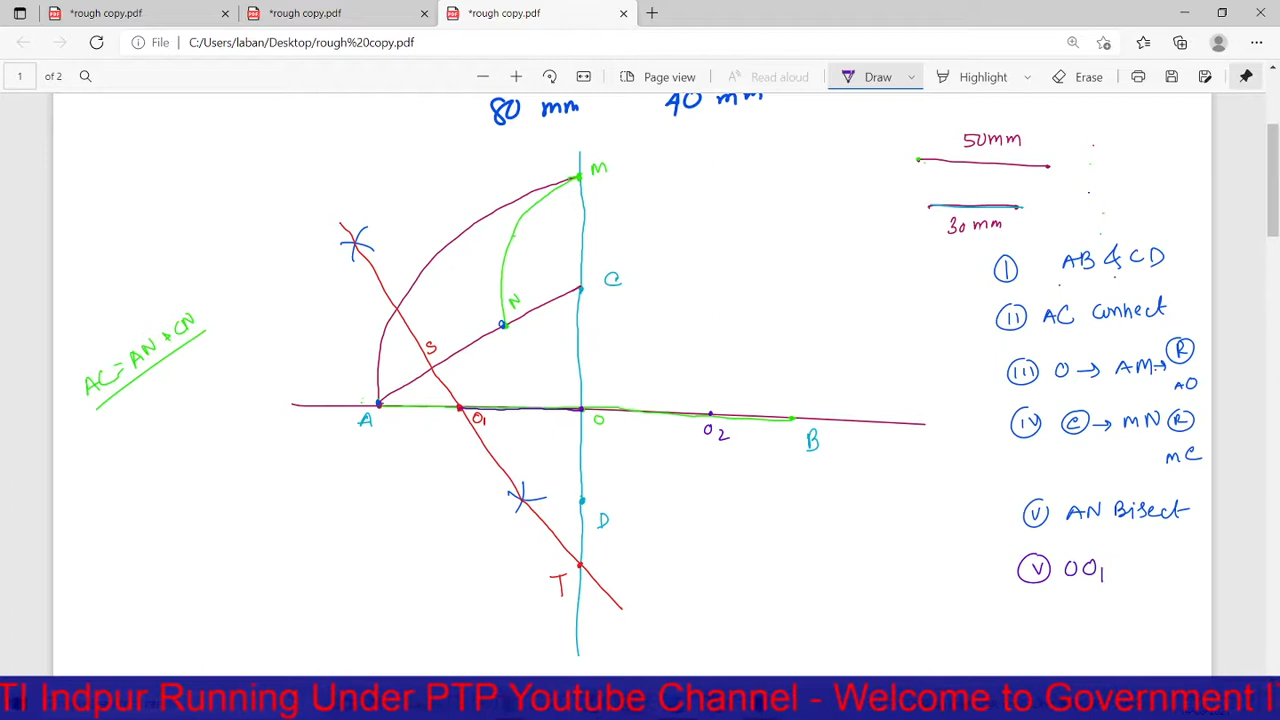 *rough copy.pdf
*rough copy.pdf
*rough copy.pdf
File
C:/Users/laban/Desktop/rough%20copy.pdf
1 of 2
Page view
Read aloud
Draw
Highlight
Erase
80 mm 40 mm
50mm
30mm
M
C
N
S
A
O1
O
O2
B
D
T
AC = AN + CN
I AB & CD
II AC Connect
III O → AM → R
AO
IV C → MN R
MC
V AN Bisect
V OO1
TI Indpur Running Under PTP Youtube Channel - Welcome to Government I